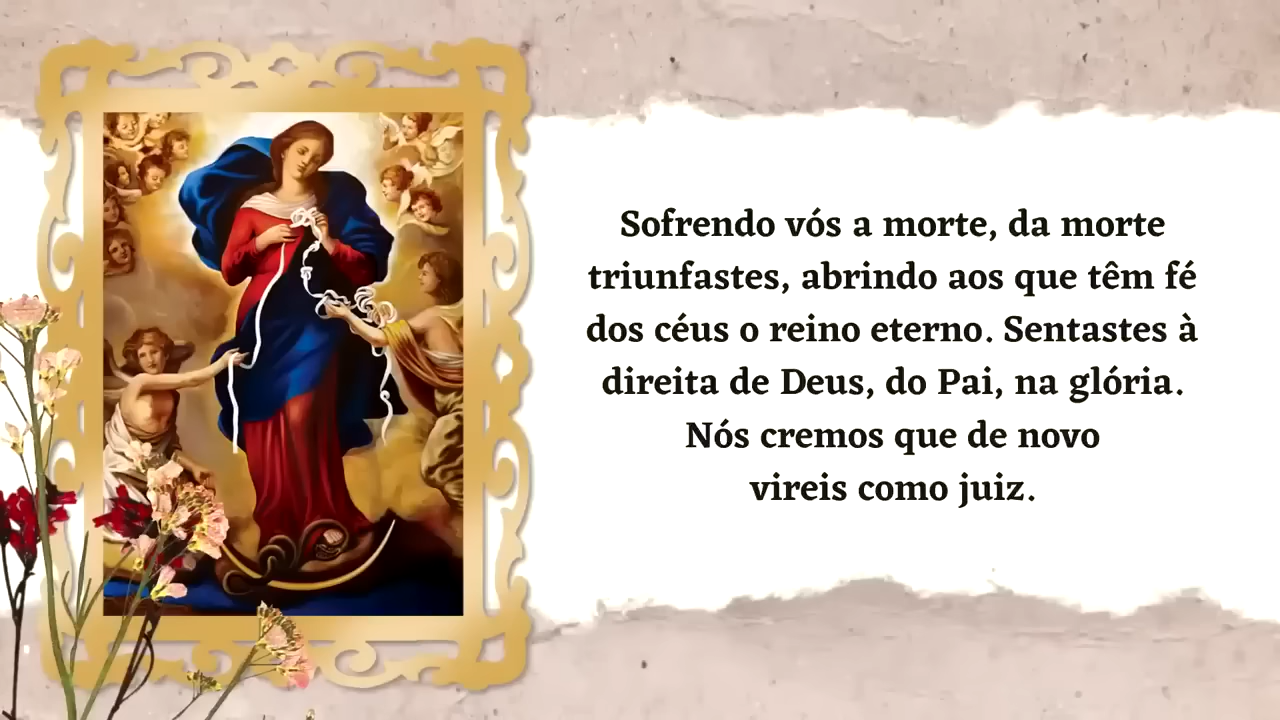 Sofrendo vós a morte, da morte
triunfastes, abrindo aos que têm fé
dos céus o reino eterno. Sentastes à
direita de Deus, do Pai, na glória.
Nós cremos que de novo
vireis como juiz.